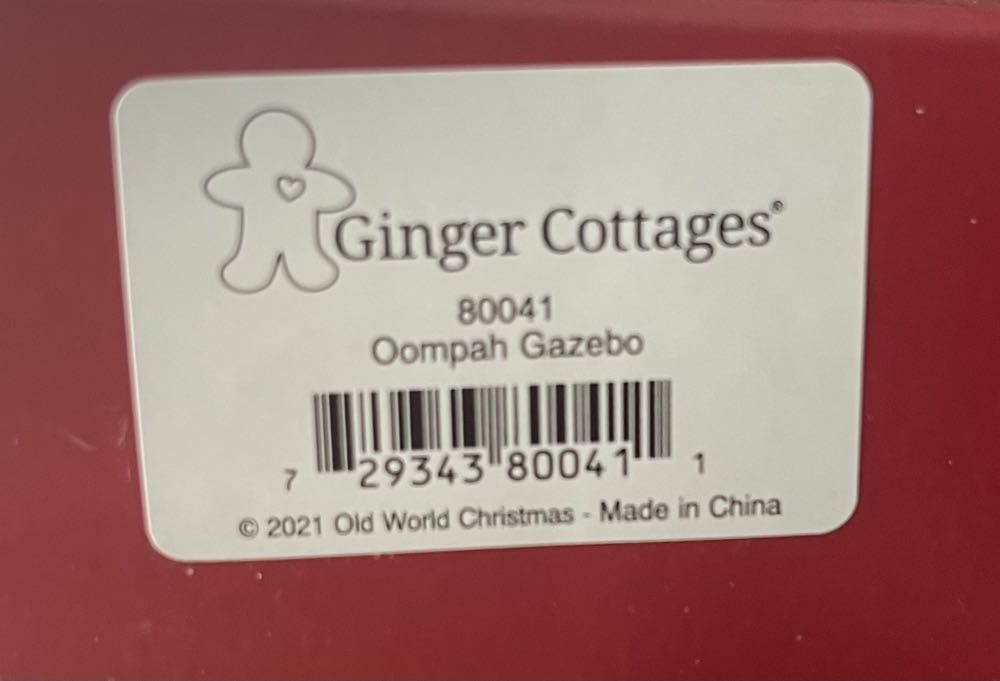 Ginger Cottages®
80041
Oompah Gazebo
7 29343 80041 1
© 2021 Old World Christmas - Made in China